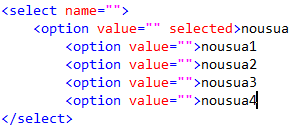 <select name="">
<option value="" selected>nousua
<option value="">nousua1
<option value="">nousua2
<option value="">nousua3
<option value="">nousua4
</select>